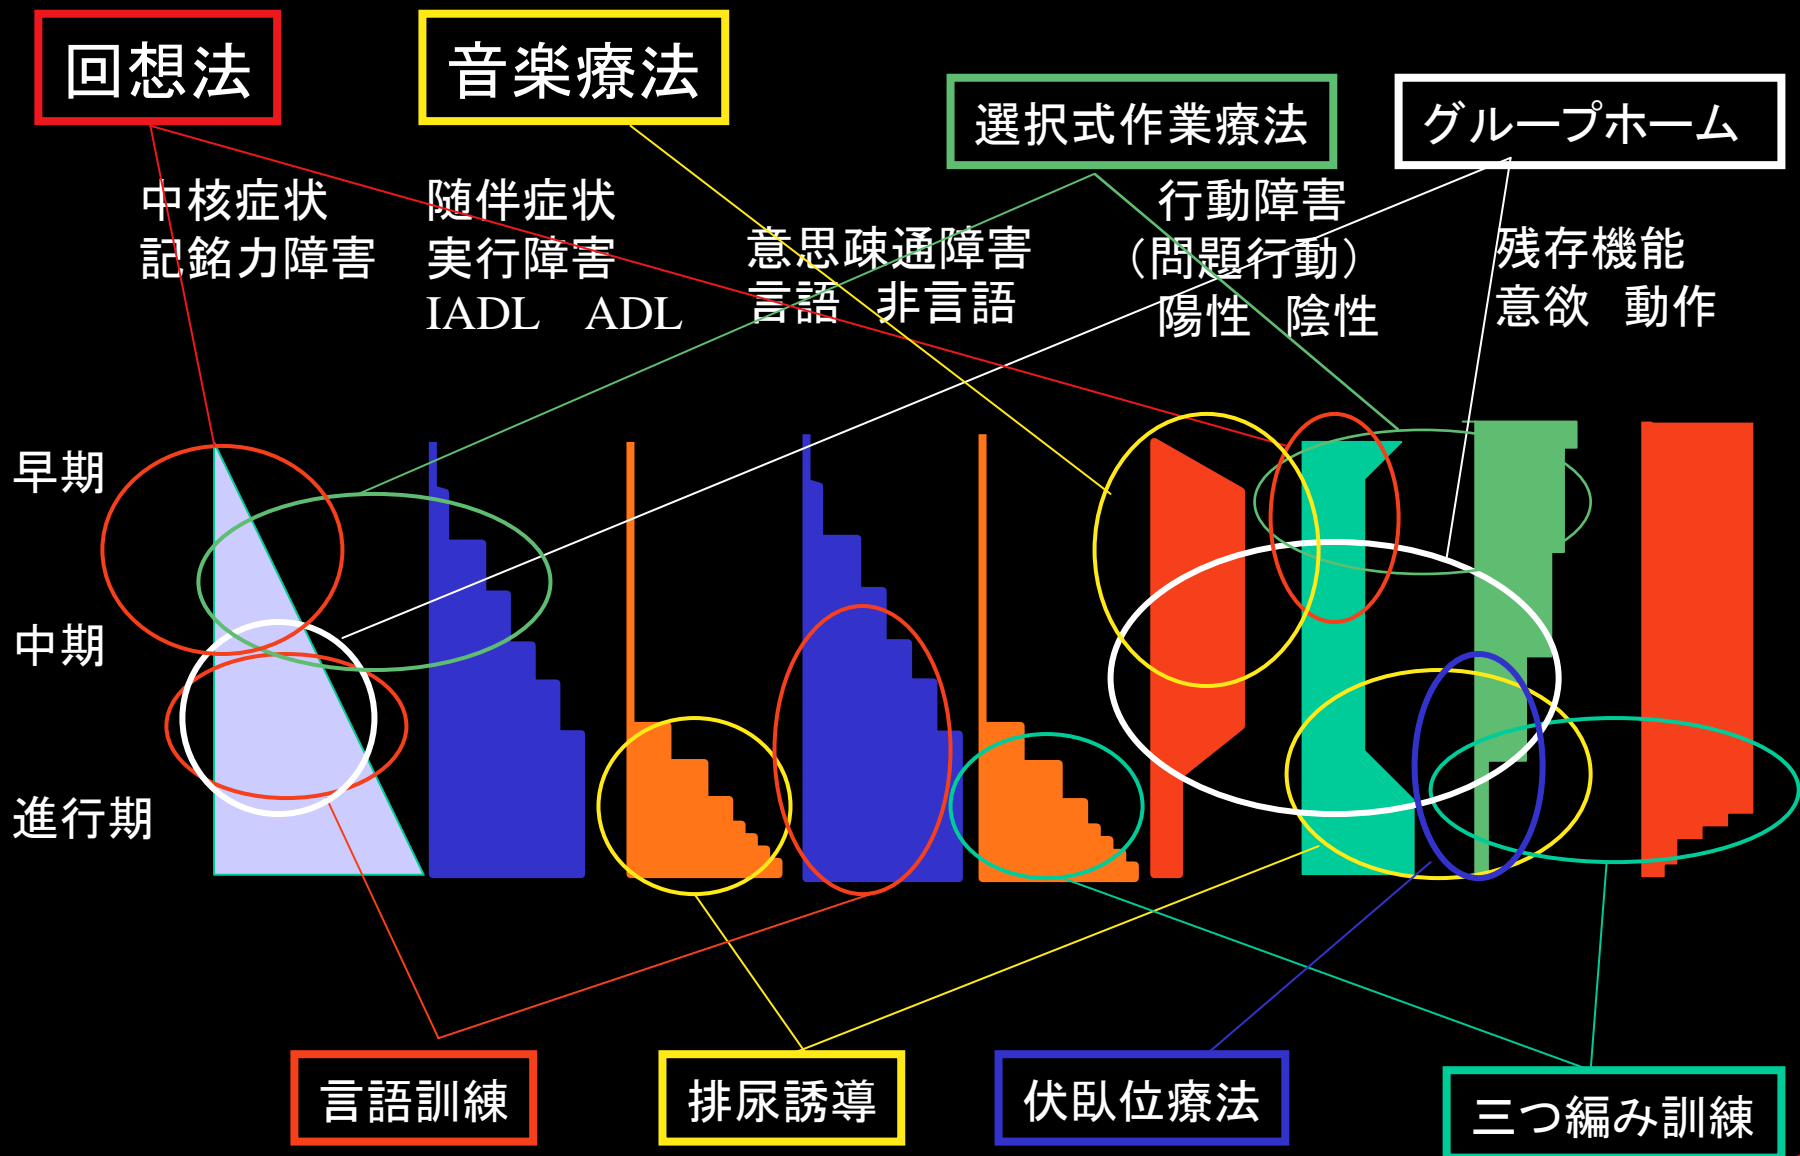 回想法
音楽療法
選択式作業療法
グループホーム
中核症状
記銘力障害
随伴症状
実行障害
IADL ADL
意思疎通障害
言語 非言語
行動障害
（問題行動）
陽性 陰性
残存機能
意欲 動作
早期
中期
進行期
言語訓練
排尿誘導
伏臥位療法
三つ編み訓練